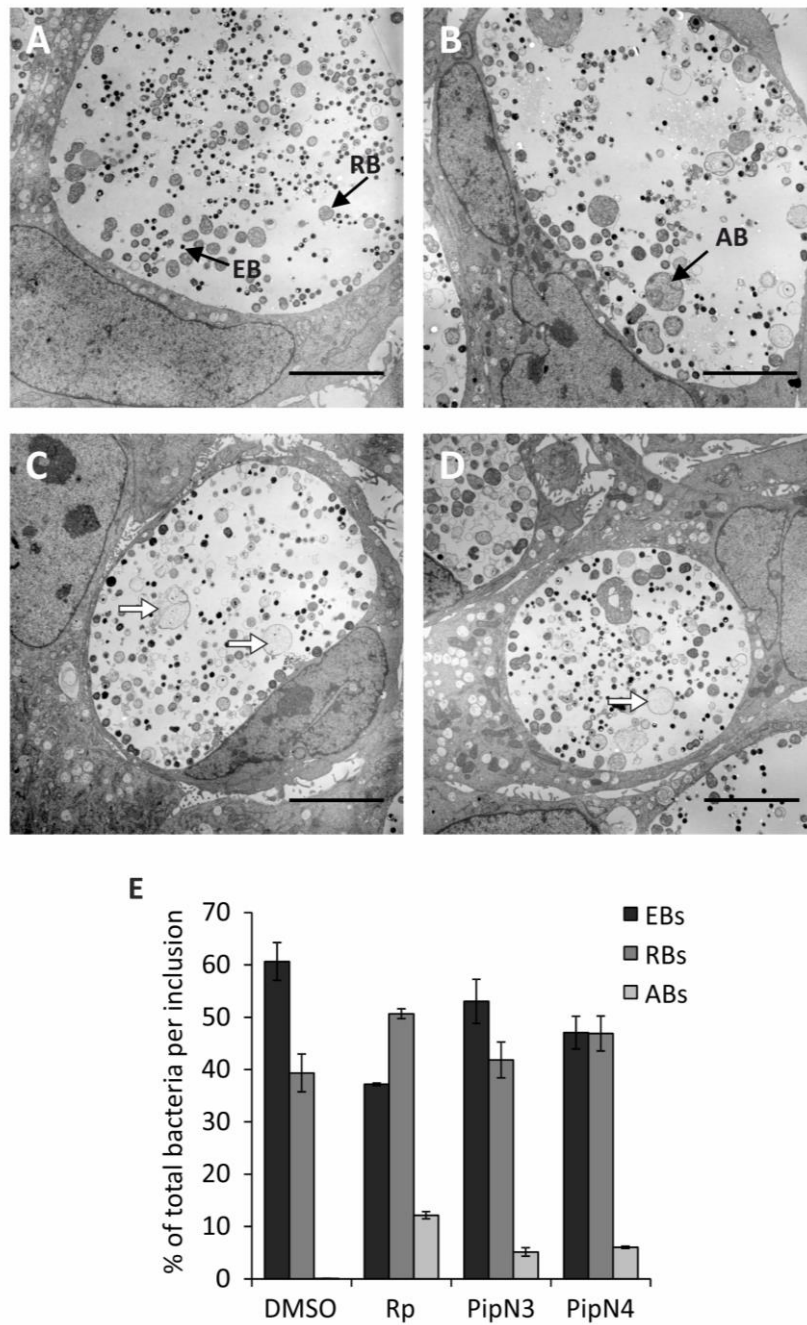 A
RB
EB
B
AB
C
D
E
% of total bacteria per inclusion
70
60
50
40
30
20
10
0
DMSO Rp PipN3 PipN4
EBs
RBs
ABs